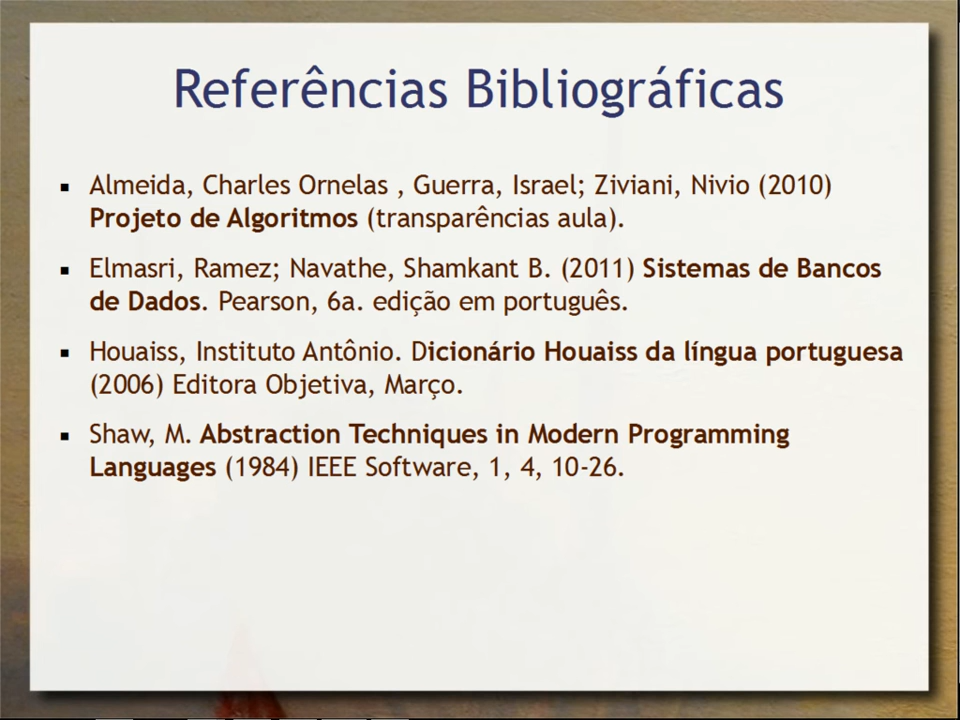 Referências Bibliográficas
▪ Almeida, Charles Ornelas , Guerra, Israel; Ziviani, Nivio (2010)
Projeto de Algoritmos (transparências aula).
▪ Elmasri, Ramez; Navathe, Shamkant B. (2011) Sistemas de Bancos
de Dados. Pearson, 6a. edição em português.
▪ Houaiss, Instituto Antônio. Dicionário Houaiss da língua portuguesa
(2006) Editora Objetiva, Março.
▪ Shaw, M. Abstraction Techniques in Modern Programming
Languages (1984) IEEE Software, 1, 4, 10-26.